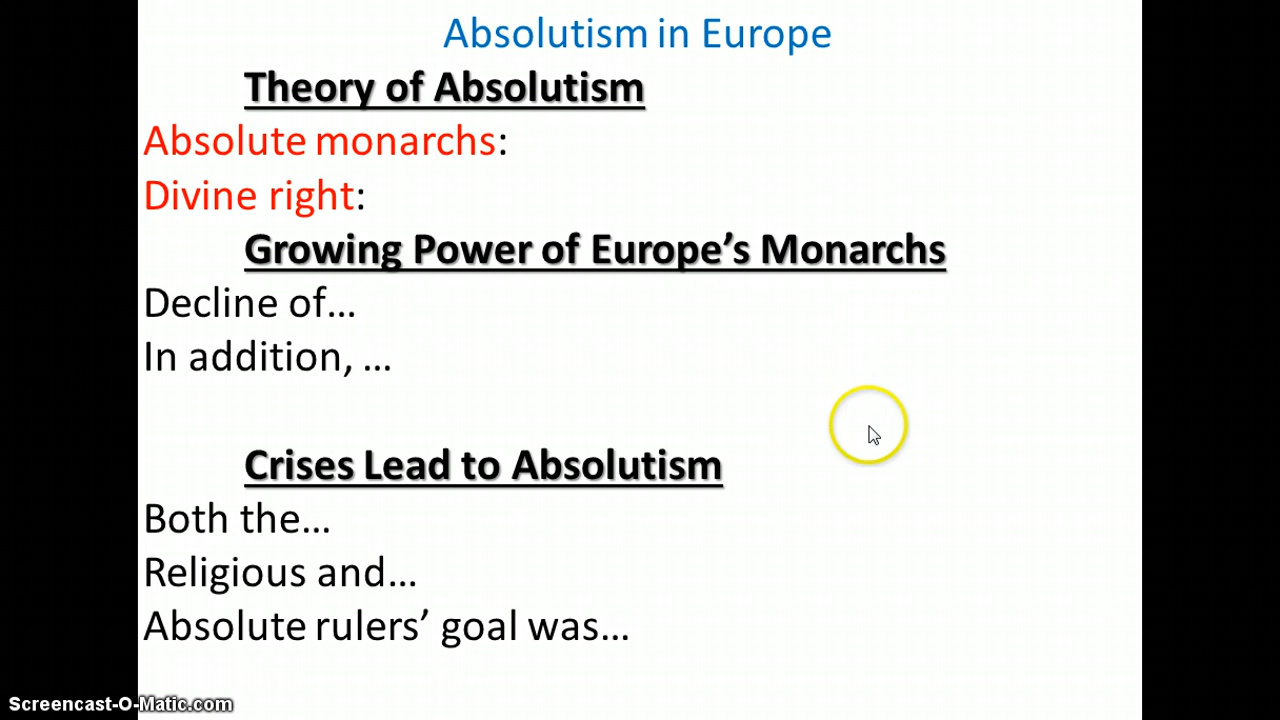 Absolutism in Europe
Theory of Absolutism
Absolute monarchs:
Divine right:
Growing Power of Europe’s Monarchs
Decline of…
In addition, …
Crises Lead to Absolutism
Both the…
Religious and…
Absolute rulers’ goal was…
Screencast-O-Matic.com